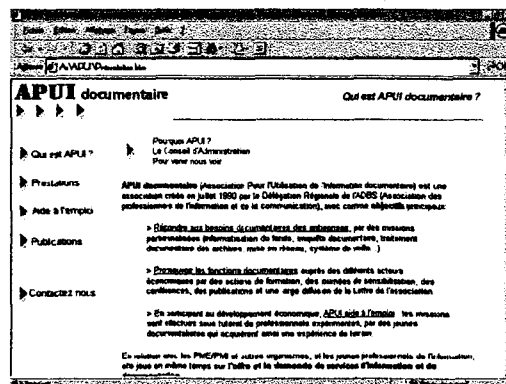 APUI documentaire
Qui est APUI documentaire ?
Qui est APUI ?
Prestations
Aide à l'emploi
Publications
Contactez nous
Pourquoi APUI ?
Le Conseil d'Administration
Pour venir nous voir
APUI documentaire (Association Pour l'Utilisation de l'Information documentaire) est une
association créée en juillet 1990 par la Délégation Régionale de l'ADBS (Association des
professionnels de l'information et de la communication), avec comme objectifs principaux
> Répondre aux besoins documentaires des entreprises par des missions
personnalisées (informatisation de fonds, enquête documentaire, traitement
documentaire des archives, mise en réseau, système de veille...)
> Promouvoir les fonctions documentaires auprès des différents acteurs
économiques par des actions de formation, des journées de sensibilisation, des
conférences, des publications et une large diffusion de la Lettre de l'association.
> En participant au développement économique, APUI aide à l'emploi : les missions
sont effectuées sous tutorat de professionnels expérimentés, par des jeunes
documentalistes qui acquièrent ainsi une expérience de terrain.
En relation avec les PME/PMI et autres organismes, et les jeunes professionnels de l'information,
elle joue en même temps sur l'offre et la demande de services d'information et de